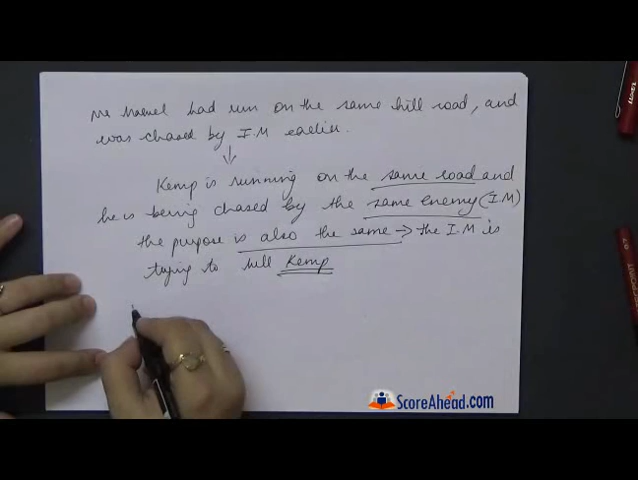 Mr Marvel had run on the same hill road, and
was chased by I.M earlier.
Kemp is running on the same road and
he is being chased by the same enemy (I.M)
the purpose is also the same → the I.M is
trying to kill Kemp
ScoreAhead.com